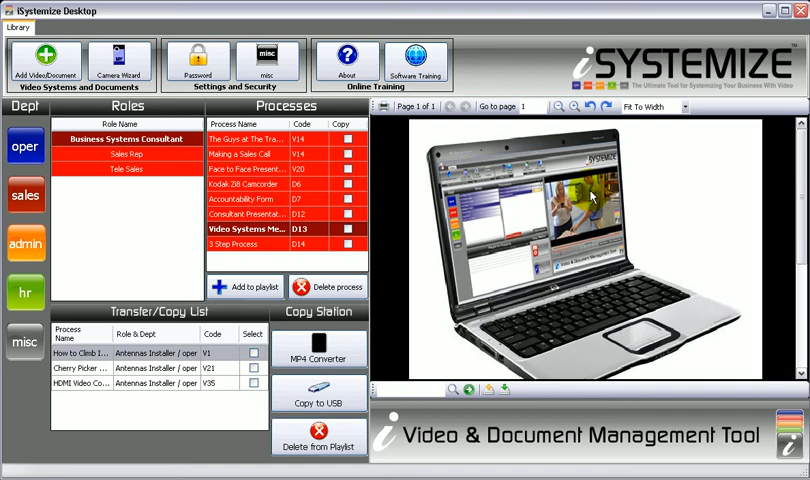 iSystemize Desktop
Library
Add Video/Document
Camera Wizard
Video Systems and Documents
Password
misc
misc
Settings and Security
About
Software Training
Online Training
iSYSTEMIZE™
The Ultimate Tool for Systemizing Your Business With Video
Dept
Roles
Processes
Page 1 of 1
Go to page
1
Fit To Width
Role Name
Business Systems Consultant
Sales Rep
Tele Sales
Process Name Code Copy
The Guys at The Tra... V14
Making a Sales Call V14
Face to Face Present... V20
Kodak Zi8 Camcorder D6
Accountability Form D7
Consultant Presentat... D12
Video Systems Me... D13
3 Step Process D14
oper
sales
admin
hr
misc
Add to playlist
Delete process
Transfer/Copy List
Copy Station
Process Name
Role & Dept
Code
Select
How to Climb I... Antennas Installer / oper V1
Cherry Picker ... Antennas Installer / oper V21
HDMI Video Co... Antennas Installer / oper V35
MP4 Converter
Copy to USB
Delete from Playlist
iSYSTEMIZE
Video & Document Management Tool
i Video & Document Management Tool
i